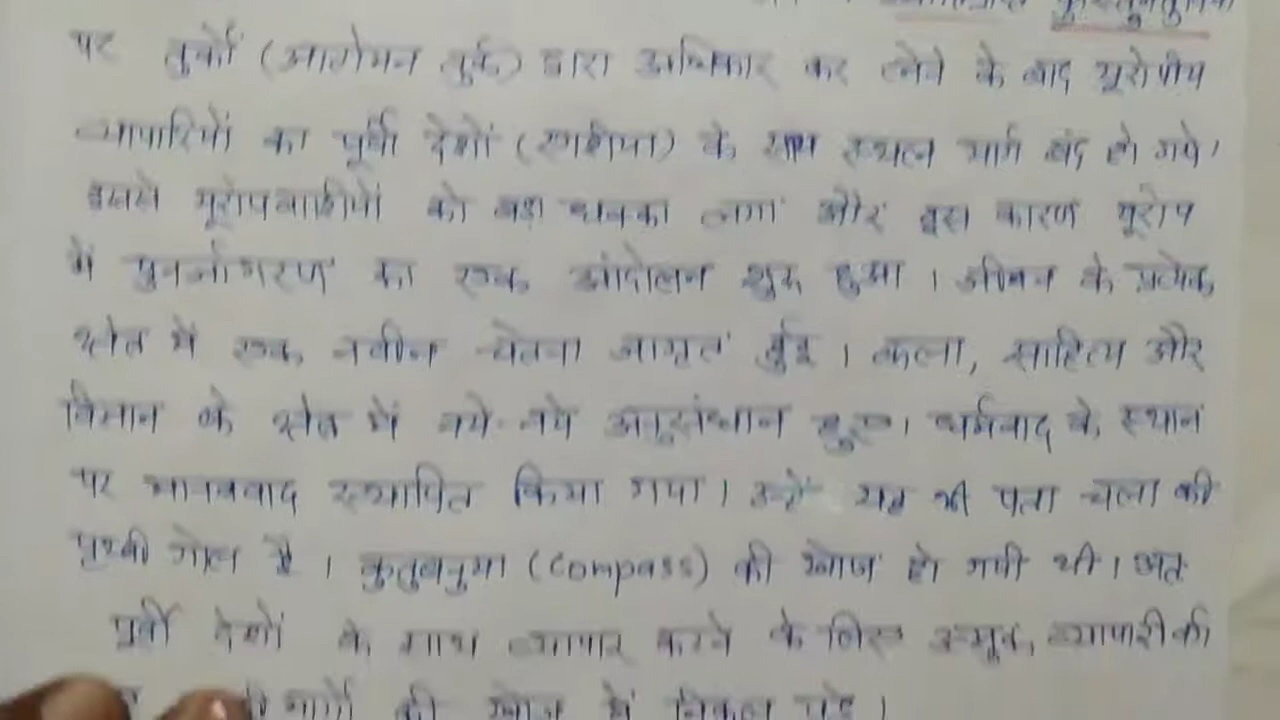 कुस्तुनतुनिया
पर तुर्कों (आटोमन तुर्क) द्वारा अधिकार कर लेने के बाद यूरोपीय
व्यापारियों का पूर्वी देशों (एशिया) के साथ स्थल मार्ग बंद हो गये।
इससे यूरोपवासीयों को बड़ा धक्का लगा और इस कारण यूरोप
में पुनर्जागरण का एक आंदोलन शुरू हुआ । जीवन के प्रत्येक
क्षेत्र में एक नवीन चेतना जागृत हुई । कला, साहित्य और
विज्ञान के क्षेत्र में नये-नये अनुसंधान हुए। धर्मवाद के स्थान
पर मानववाद स्थापित किया गया। उन्हें यह भी पता चला की
पृथ्वी गोल है । कुतुबनुमा (Compass) की खोज हो गयी थी। अतः
पूर्वी देशों के साथ व्यापार करने के लिए व्यापारी की
मार्गों की खोज में निकल पड़े ।